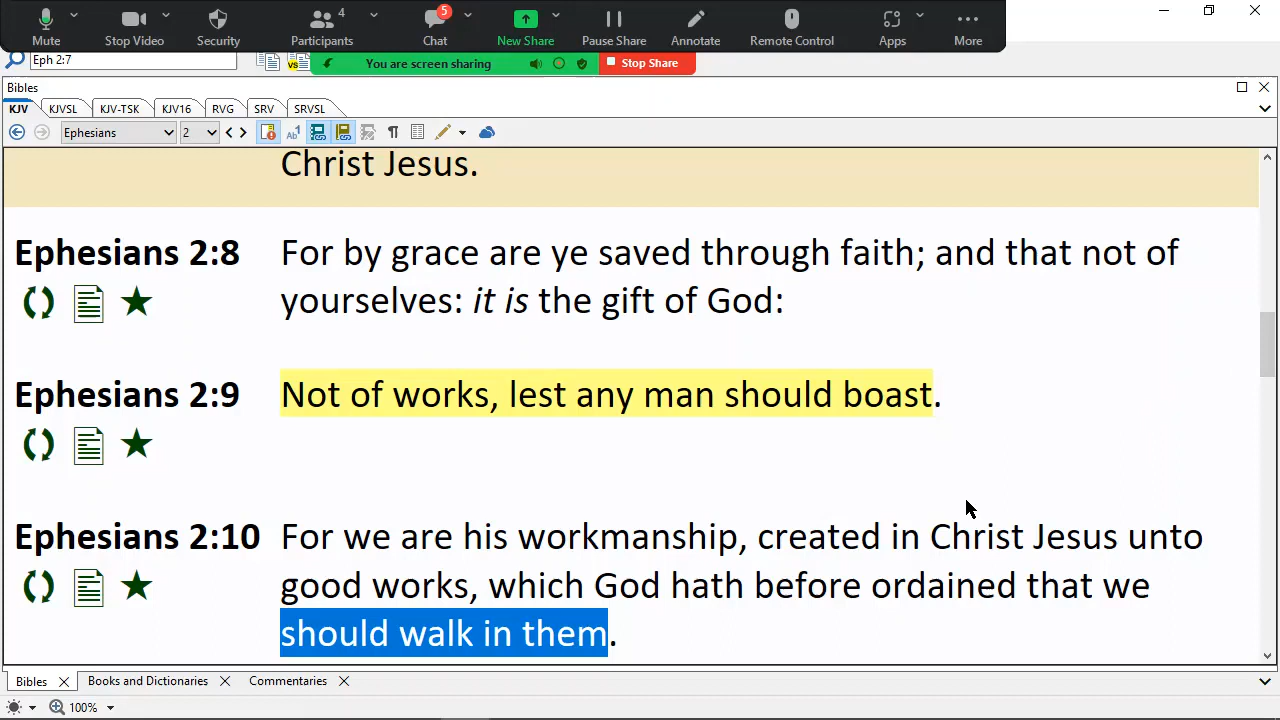 4
5
Mute Stop Video Security Participants Chat New Share Pause Share Annotate Remote Control Apps More
Eph 2:7 VS You are screen sharing Stop Share
Bibles
KJV KJVSL KJV-TSK KJV16 RVG SRV SRVSL
Ephesians 2 < > Ab¹ ¶
Christ Jesus.
Ephesians 2:8 For by grace are ye saved through faith; and that not of
yourselves: it is the gift of God:
Ephesians 2:9 Not of works, lest any man should boast.
Ephesians 2:10 For we are his workmanship, created in Christ Jesus unto
good works, which God hath before ordained that we
should walk in them.
Bibles Books and Dictionaries Commentaries
100%